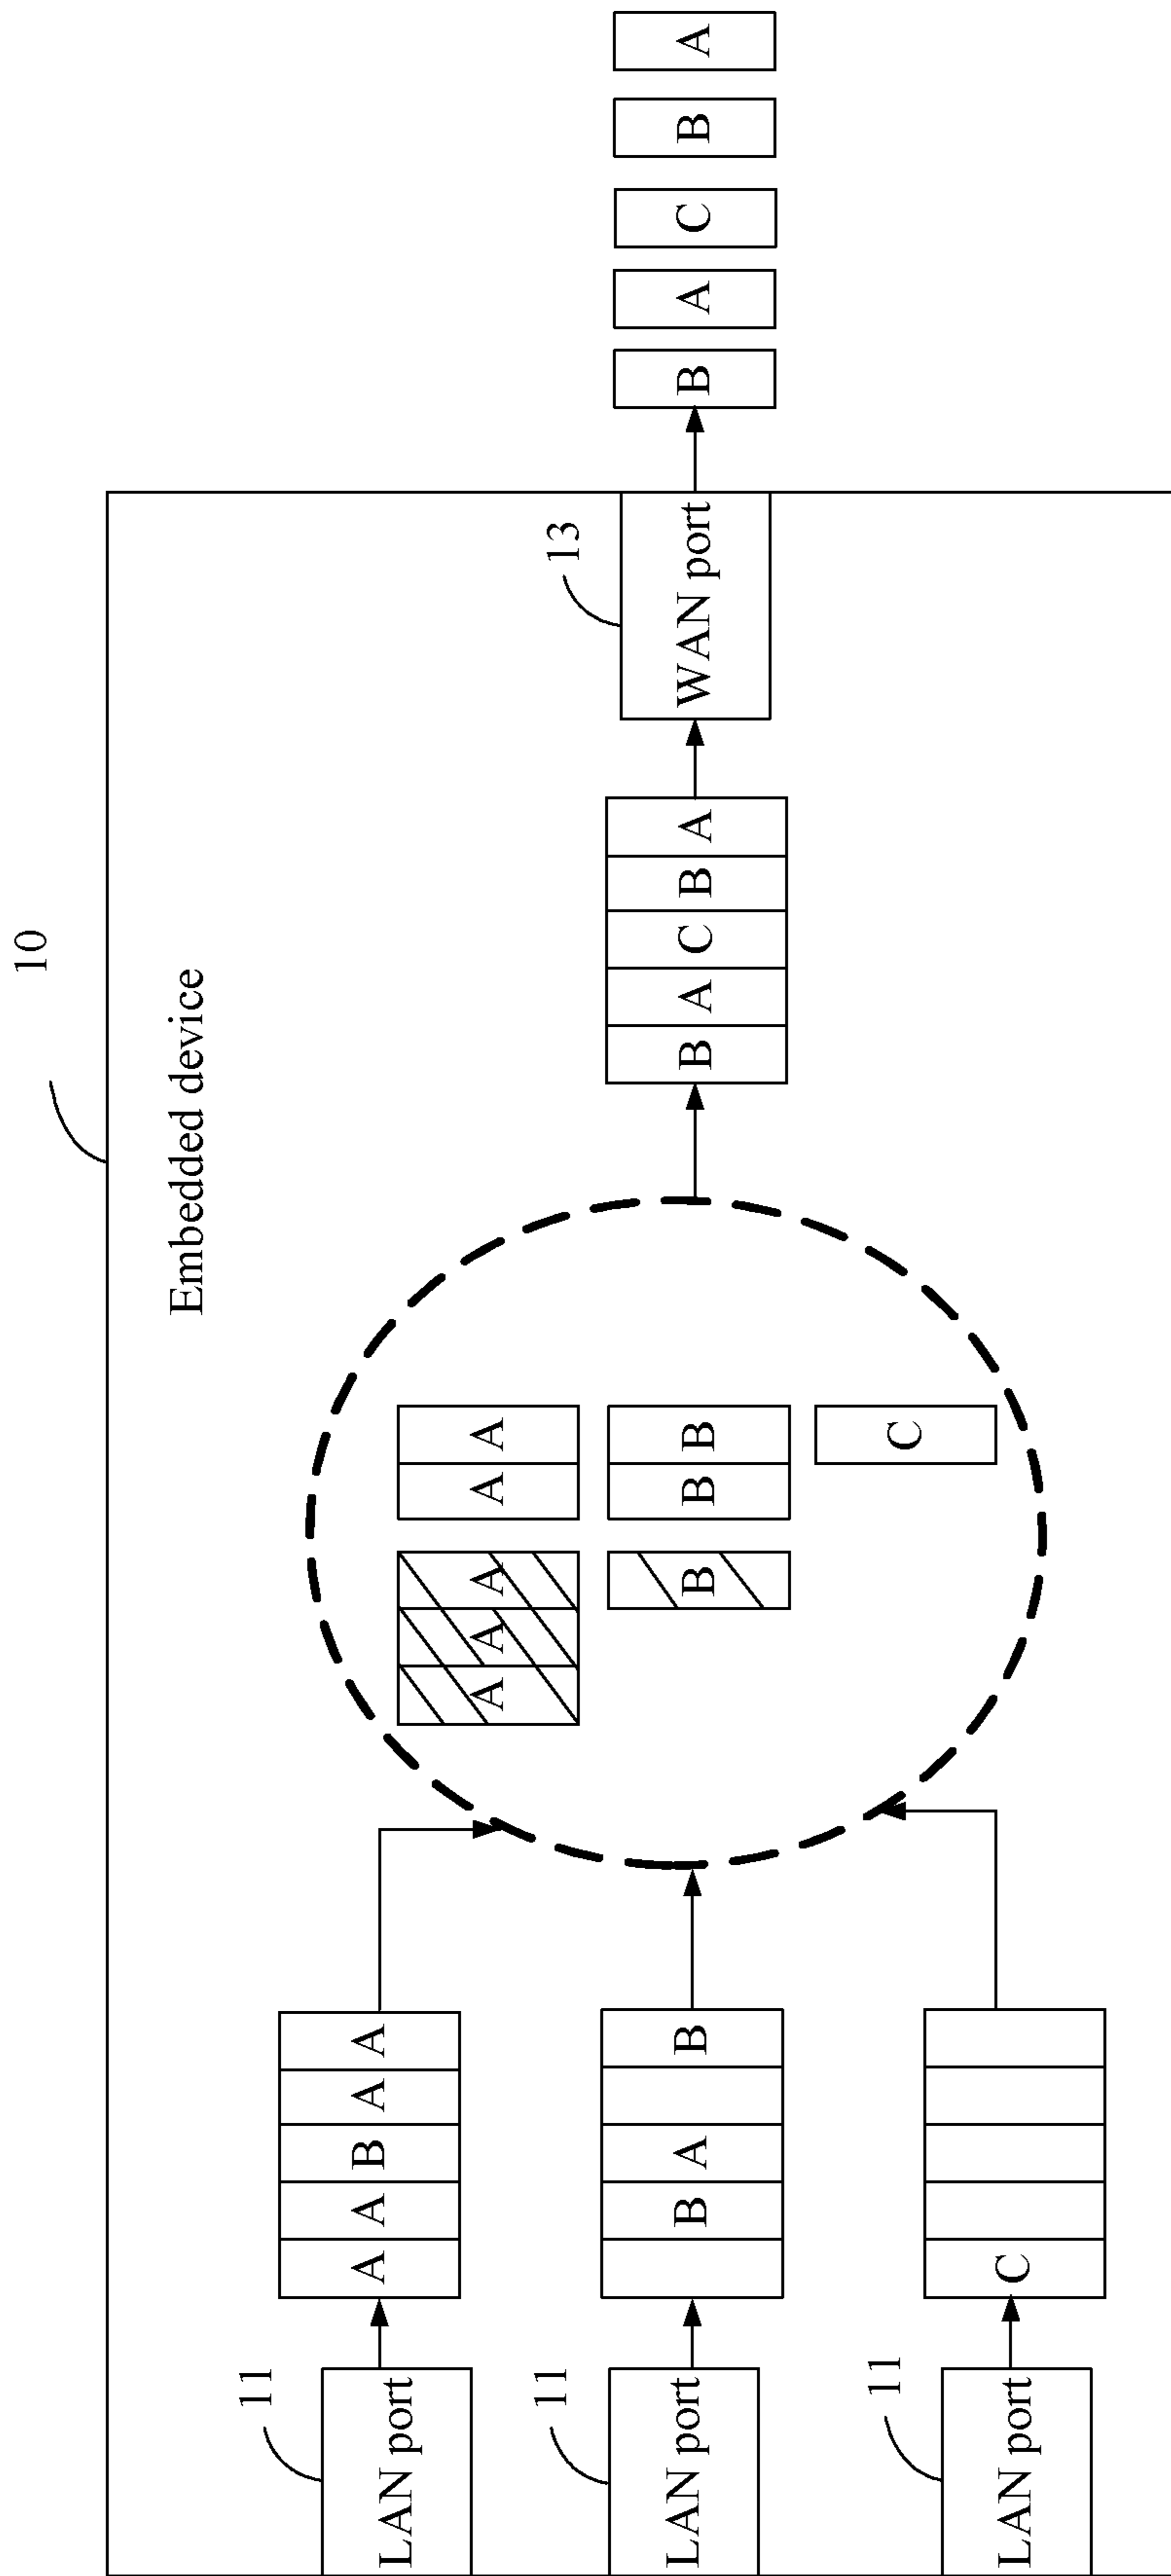 10
Embedded device
11
LAN port
A A B A A
11
LAN port
B A B
11
LAN port
C
A A A A A
B B B
C
B A C B A
13
WAN port
B A C B A